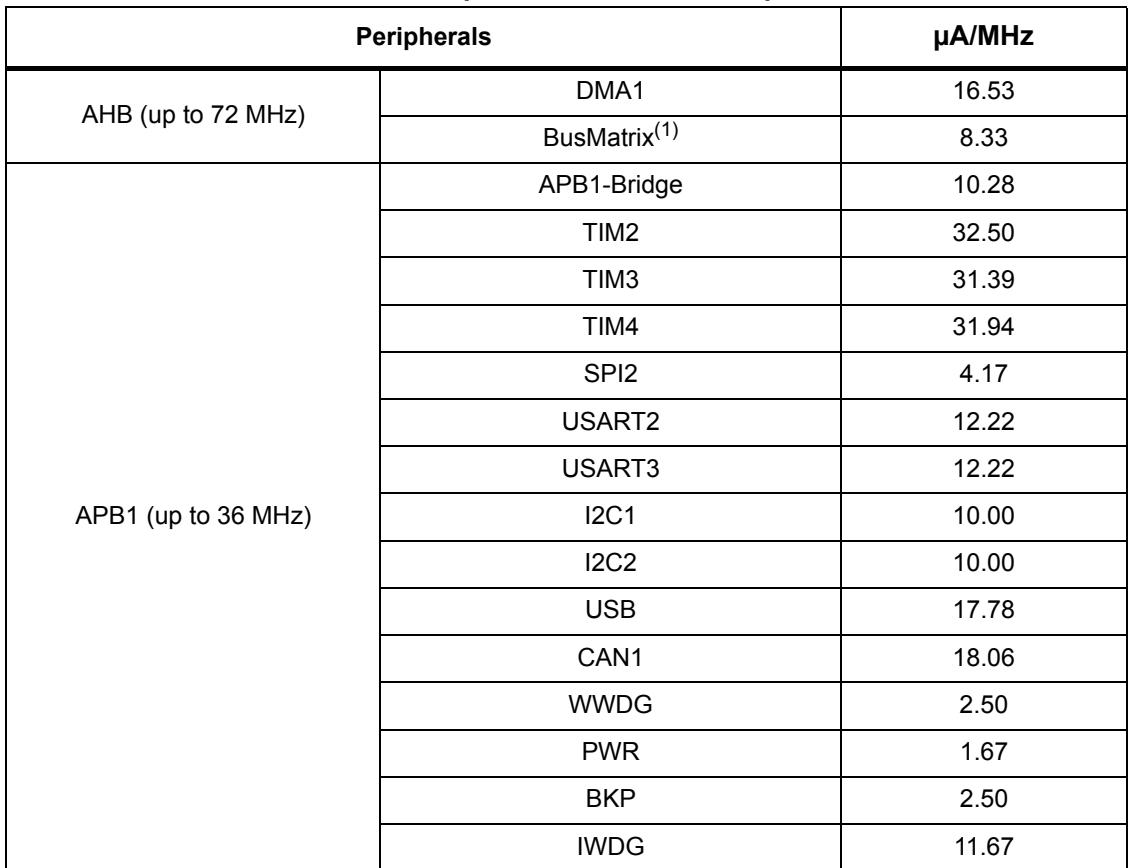 Peripherals µA/MHz
AHB (up to 72 MHz) DMA1 16.53
BusMatrix(1) 8.33
APB1 (up to 36 MHz) APB1-Bridge 10.28
TIM2 32.50
TIM3 31.39
TIM4 31.94
SPI2 4.17
USART2 12.22
USART3 12.22
I2C1 10.00
I2C2 10.00
USB 17.78
CAN1 18.06
WWDG 2.50
PWR 1.67
BKP 2.50
IWDG 11.67